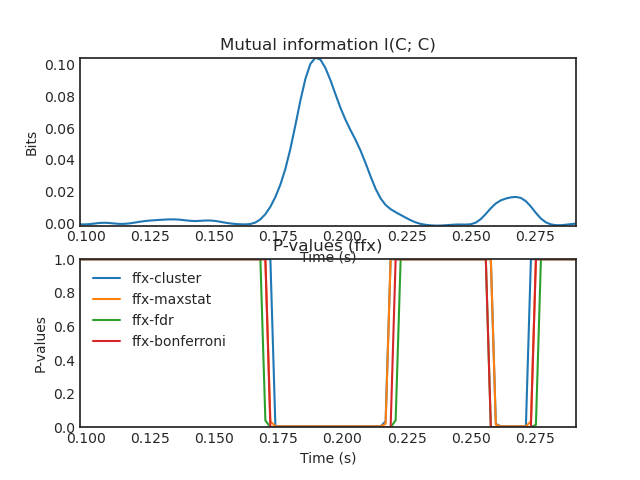 Mutual information I(C; C)
Bits
0.10
0.08
0.06
0.04
0.02
0.00
0.100 0.125 0.150 0.175 0.200 0.225 0.250 0.275
Time (s)
P-values (ffx)
P-values
1.0
0.8
0.6
0.4
0.2
0.0
ffx-cluster
ffx-maxstat
ffx-fdr
ffx-bonferroni
0.100 0.125 0.150 0.175 0.200 0.225 0.250 0.275
Time (s)